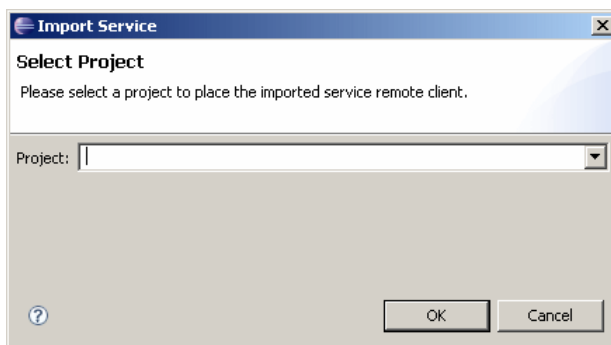 Import Service
Select Project
Please select a project to place the imported service remote client.
Project:
OK Cancel